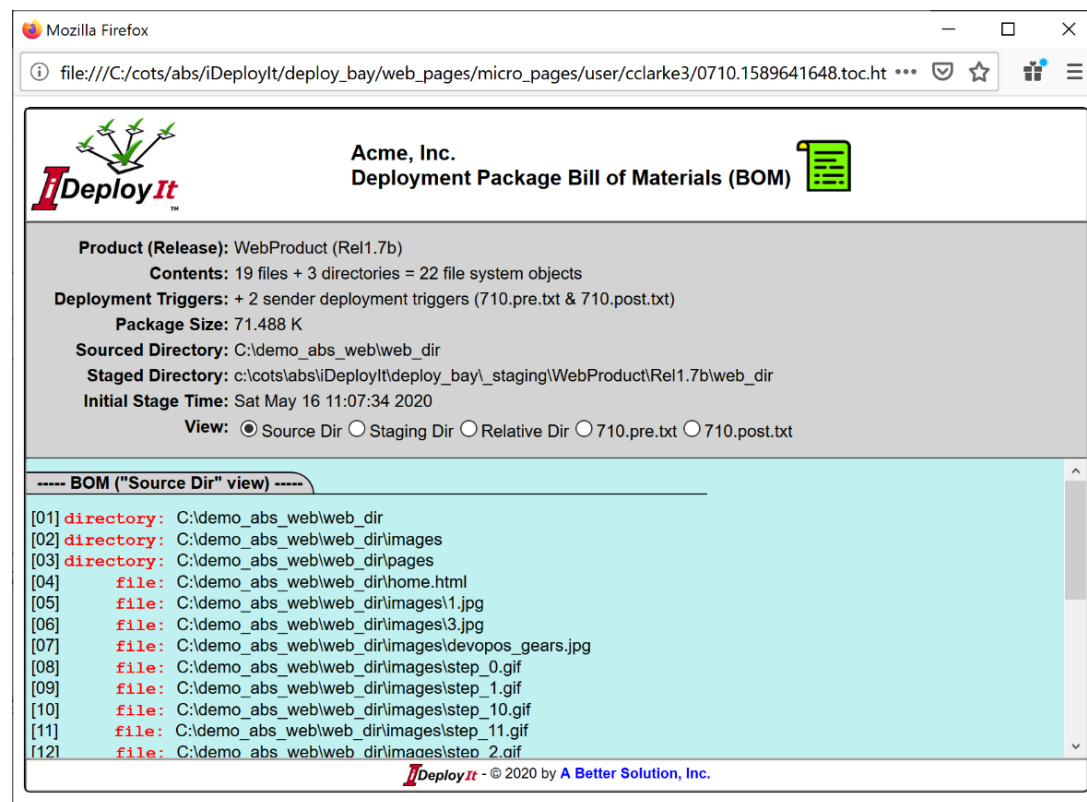 Mozilla Firefox
file:///C:/cots/abs/iDeployIt/deploy_bay/web_pages/micro_pages/user/cclarke3/0710.1589641648.toc.ht
iDeployIt™
Acme, Inc.
Deployment Package Bill of Materials (BOM)
Product (Release): WebProduct (Rel1.7b)
Contents: 19 files + 3 directories = 22 file system objects
Deployment Triggers: + 2 sender deployment triggers (710.pre.txt & 710.post.txt)
Package Size: 71.488 K
Sourced Directory: C:\demo_abs_web\web_dir
Staged Directory: c:\cots\abs\iDeployIt\deploy_bay\_staging\WebProduct\Rel1.7b\web_dir
Initial Stage Time: Sat May 16 11:07:34 2020
View: Source Dir Staging Dir Relative Dir 710.pre.txt 710.post.txt
----- BOM ("Source Dir" view) -----
[01] directory: C:\demo_abs_web\web_dir
[02] directory: C:\demo_abs_web\web_dir\images
[03] directory: C:\demo_abs_web\web_dir\pages
[04] file: C:\demo_abs_web\web_dir\home.html
[05] file: C:\demo_abs_web\web_dir\images\1.jpg
[06] file: C:\demo_abs_web\web_dir\images\3.jpg
[07] file: C:\demo_abs_web\web_dir\images\devopos_gears.jpg
[08] file: C:\demo_abs_web\web_dir\images\step_0.gif
[09] file: C:\demo_abs_web\web_dir\images\step_1.gif
[10] file: C:\demo_abs_web\web_dir\images\step_10.gif
[11] file: C:\demo_abs_web\web_dir\images\step_11.gif
[12] file: C:\demo_abs_web\web_dir\images\step_2.gif
iDeployIt - © 2020 by A Better Solution, Inc.